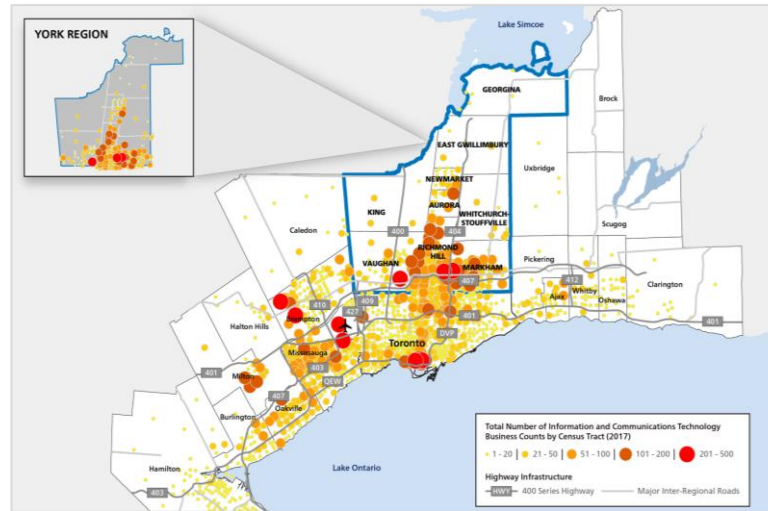 YORK REGION
Lake Simcoe
GEORGINA
Brock
EAST GWILLIMBURY
Uxbridge
NEWMARKET
AURORA
KING
WHITCHURCH-
STOUFFVILLE
Scugog
Caledon
400
404
RICHMOND
HILL
VAUGHAN
MARKHAM
Pickering
Clarington
407
412
Whitby
Ajax
Oshawa
410
409
427
401
401
Brampton
Halton Hills
DVP
Toronto
Mississauga
401
403
Milton
QEW
407
Oakville
Burlington
Hamilton
403
Lake Ontario
Total Number of Information and Communications Technology
Business Counts by Census Tract (2017)
1 - 20 | 21 - 50 | 51 - 100 | 101 - 200 | 201 - 500
Highway Infrastructure
HWY 400 Series Highway Major Inter-Regional Roads